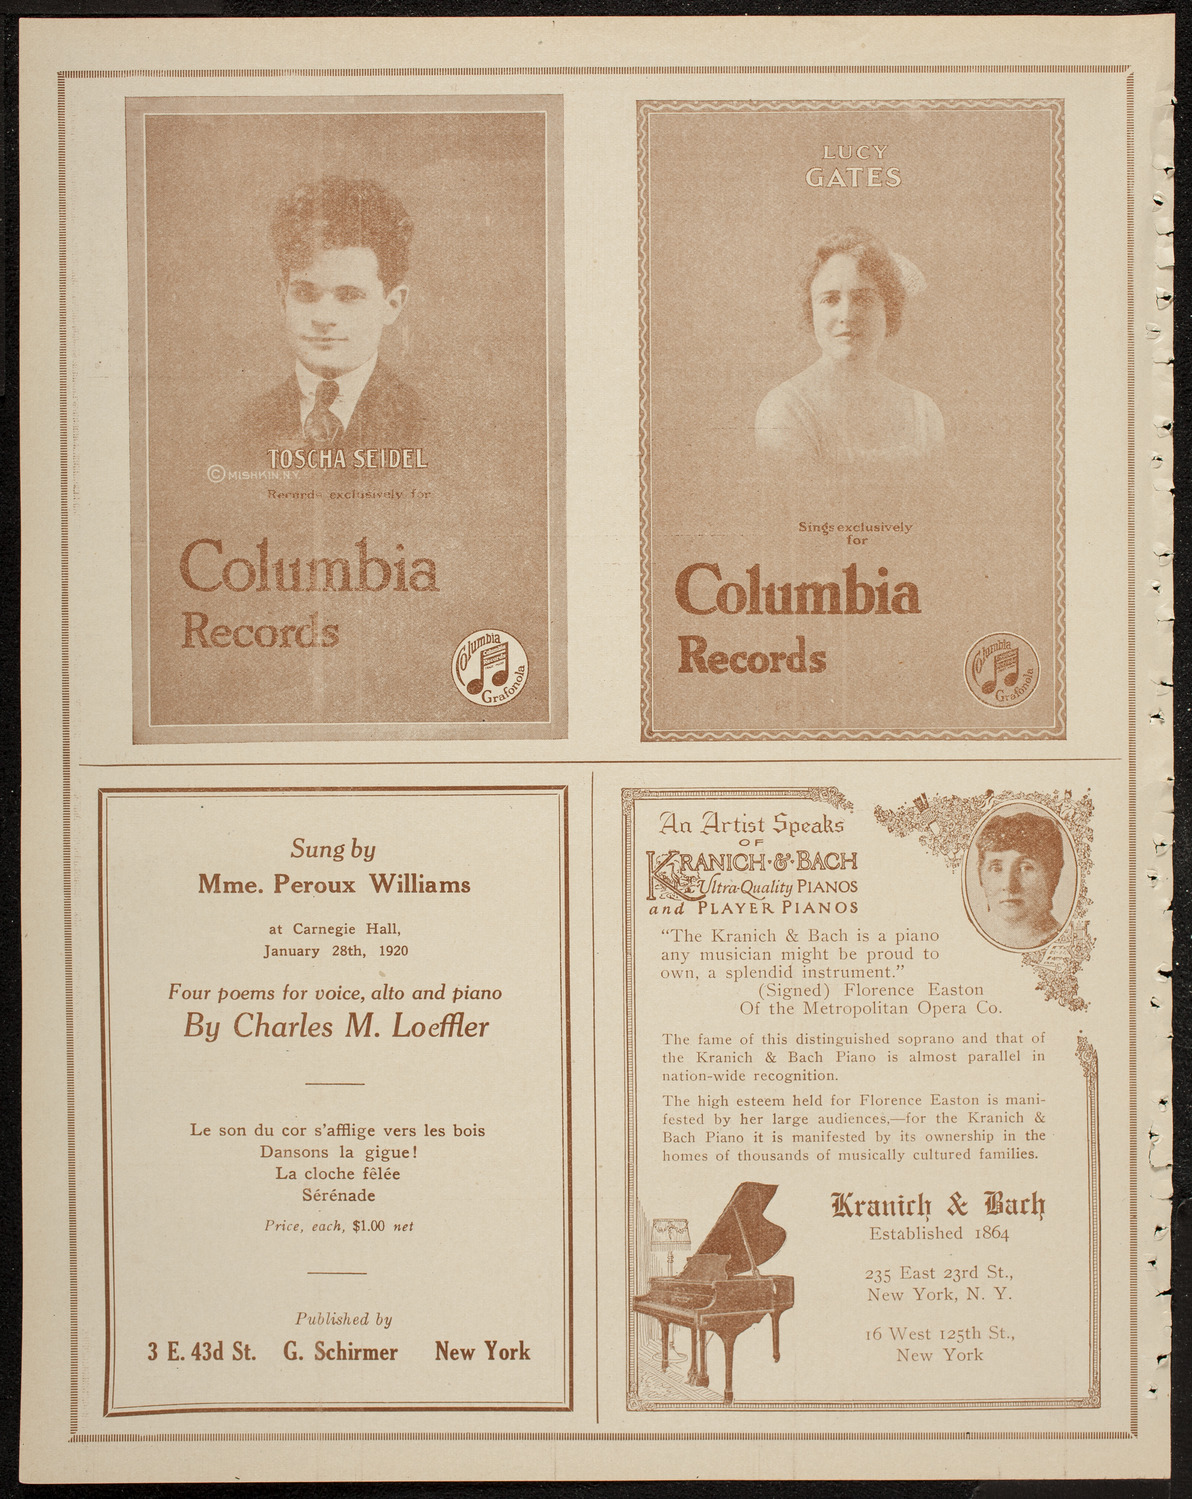 TOSCHA SEIDEL
© MISHKIN, N.Y.
Records exclusively for
Columbia
Records
Columbia
Grafonola
LUCY
GATES
Sings exclusively
for
Columbia
Records
Columbia
Grafonola
Sung by
Mme. Peroux Williams
at Carnegie Hall,
January 28th, 1920
Four poems for voice, alto and piano
By Charles M. Loeffler
Le son du cor s'afflige vers les bois
Dansons la gigue!
La cloche fêlée
Sérénade
Price, each, $1.00 net
Published by
3 E. 43d St. G. Schirmer New York
An Artist Speaks
OF
KRANICH·&·BACH
Ultra-Quality PIANOS
and PLAYER PIANOS
“The Kranich & Bach is a piano
any musician might be proud to
own, a splendid instrument.”
(Signed) Florence Easton
Of the Metropolitan Opera Co.
The fame of this distinguished soprano and that of
the Kranich & Bach Piano is almost parallel in
nation-wide recognition.
The high esteem held for Florence Easton is mani-
fested by her large audiences,—for the Kranich &
Bach Piano it is manifested by its ownership in the
homes of thousands of musically cultured families.
Kranich & Bach
Established 1864
235 East 23rd St.,
New York, N. Y.
16 West 125th St.,
New York